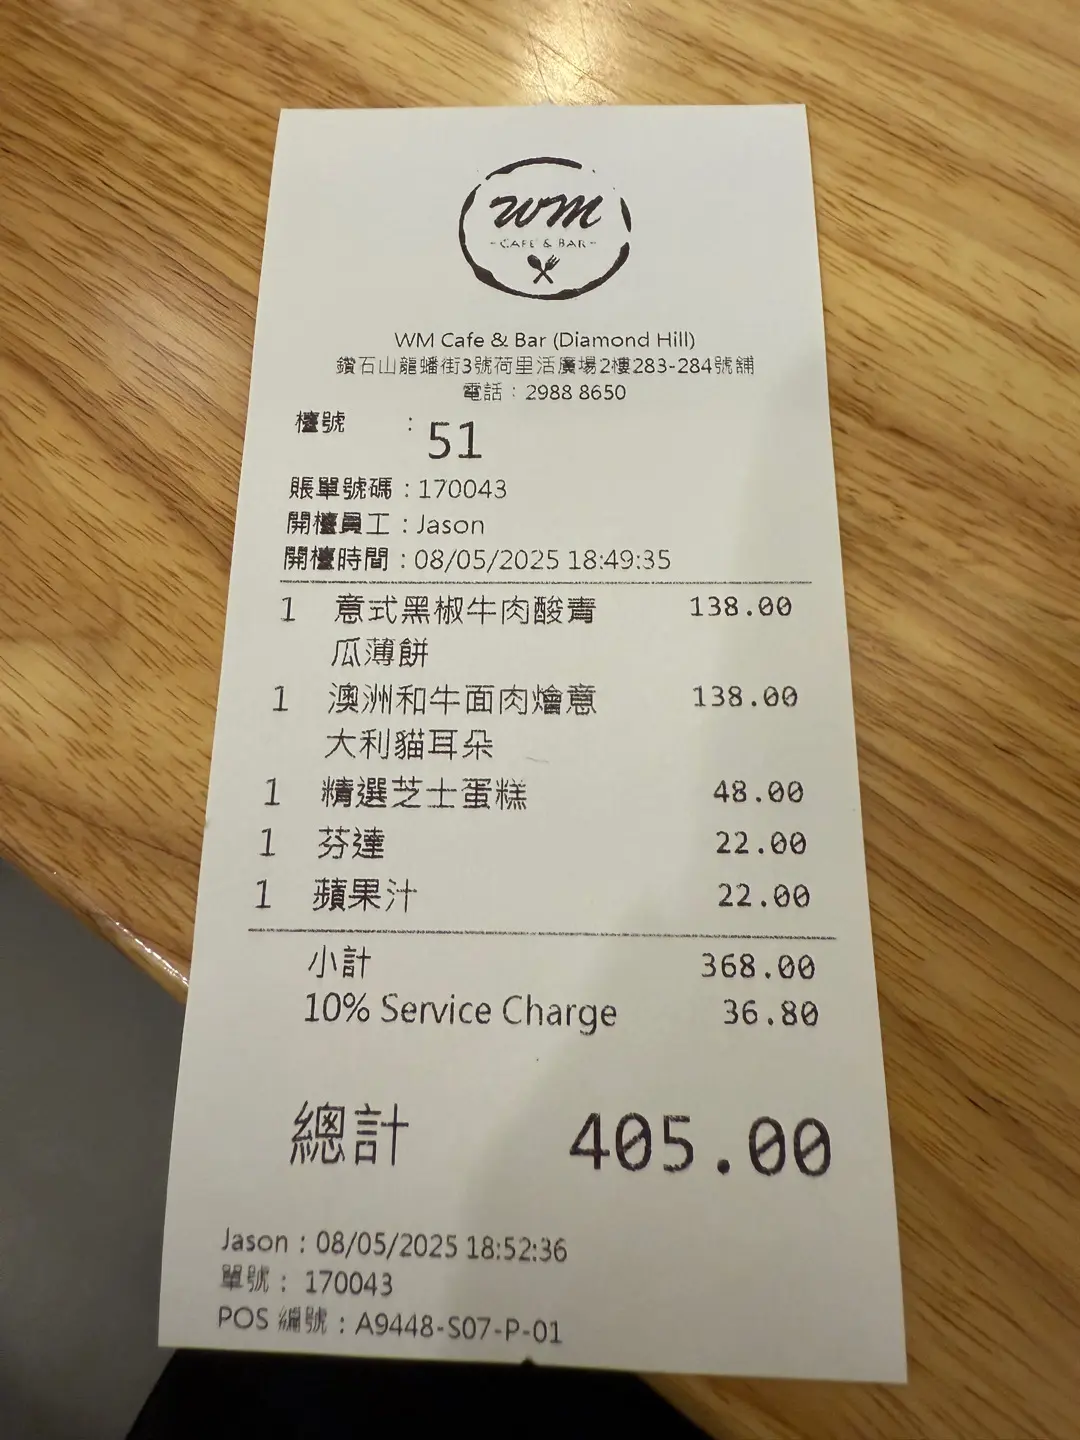 WM
- CAFE & BAR -
WM Cafe & Bar (Diamond Hill)
鑽石山龍蟠街3號荷里活廣場2樓283-284號舖
電話：2988 8650
檯號 : 51
賬單號碼 : 170043
開檯員工 : Jason
開檯時間 : 08/05/2025 18:49:35
1 意式黑椒牛肉酸青 138.00
瓜薄餅
1 澳洲和牛面肉燴意 138.00
大利貓耳朵
1 精選芝士蛋糕 48.00
1 芬達 22.00
1 蘋果汁 22.00
小計 368.00
10% Service Charge 36.80
總計 405.00
Jason : 08/05/2025 18:52:36
單號 : 170043
POS 編號 : A9448-S07-P-01